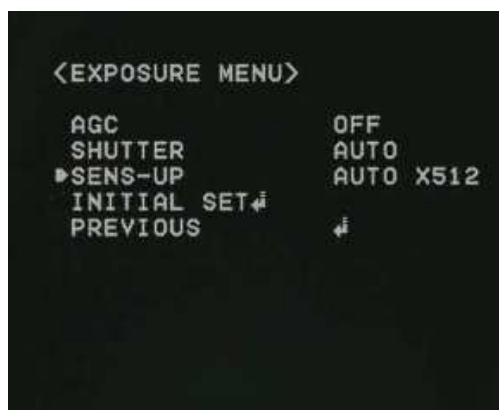 <EXPOSURE MENU>
AGC OFF
SHUTTER AUTO
SENS-UP AUTO X512
INITIAL SET↲
PREVIOUS ↲